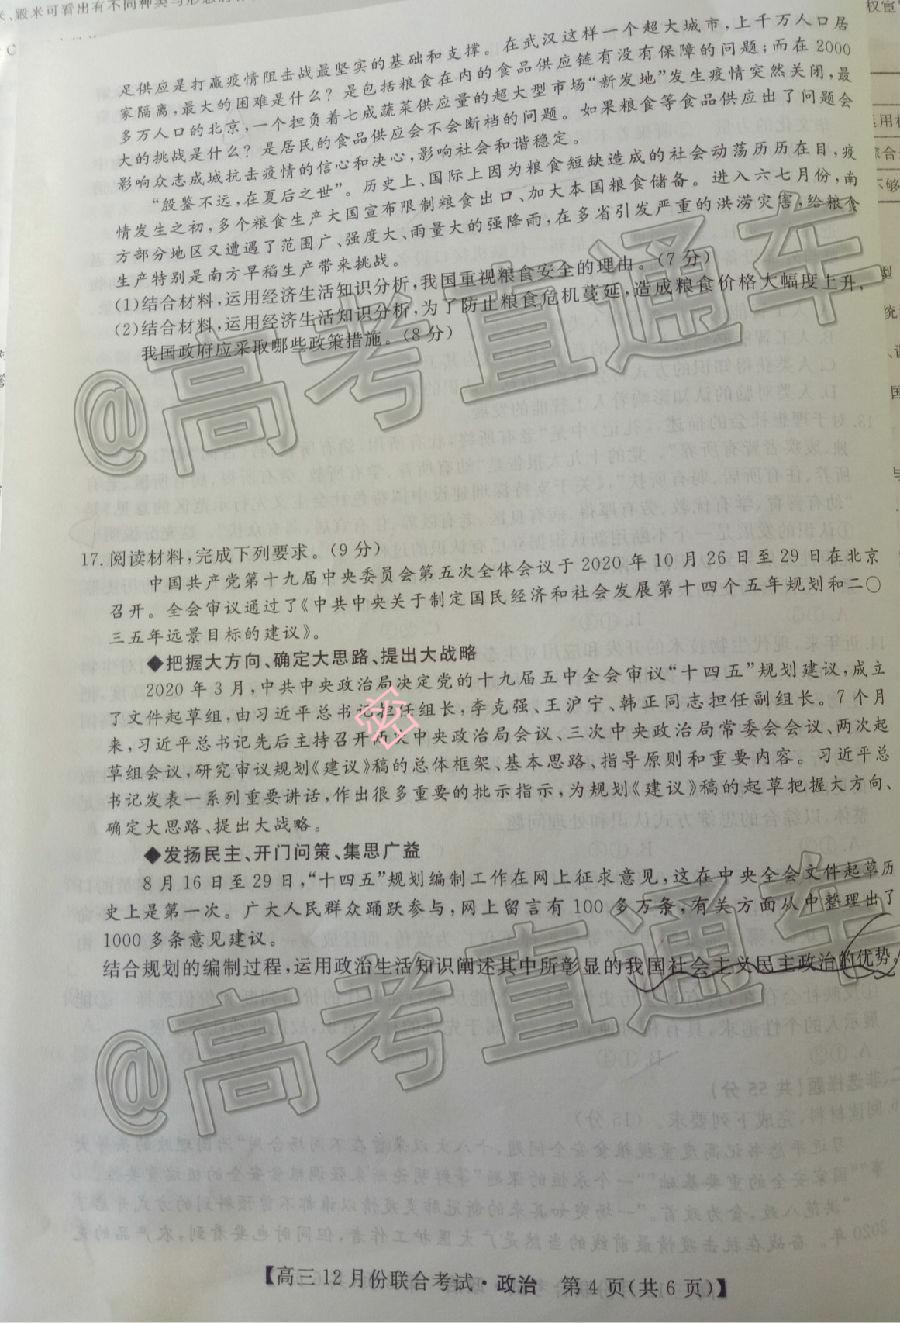 足供应是打赢疫情阻击战最坚实的基础和支撑。在武汉这样一个超大城市,上千万人口居
家隔离,最大的困难是什么?是包括粮食在内的食品供应链有没有保障的问题;而在2000
多万人口的北京,一个担负着七成蔬菜供应量的超大型市场“新发地”发生疫情突然关闭,最
大的挑战是什么?是居民的食品供应会不会断裆的问题。如果粮食等食品供应出了问题会
影响众志成城抗击疫情的信心和决心,影响社会和谐稳定。
“殷鉴不远,在夏后之世”。历史上、国际上因为粮食短缺造成的社会动荡历历在目,疫
情发生之初,多个粮食生产大国宣布限制粮食出口、加大本国粮食储备。进入六七月份,南
方部分地区又遭遇了范围广、强度大、雨量大的强降雨,在多省引发严重的洪涝灾害,给粮食
生产特别是南方早稻生产带来挑战。
(1)结合材料,运用经济生活知识分析,我国重视粮食安全的理由。(7分)
(2)结合材料,运用经济生活知识分析,为了防止粮食危机蔓延,造成粮食价格大幅度上升,
我国政府应采取哪些政策措施。(8分)
@高考直通车
17.阅读材料,完成下列要求。(9分)
中国共产党第十九届中央委员会第五次全体会议于2020年10月26日至29日在北京
召开。全会审议通过了《中共中央关于制定国民经济和社会发展第十四个五年规划和二〇
三五年远景目标的建议》。
◆把握大方向、确定大思路、提出大战略
2020年3月,中共中央政治局决定党的十九届五中全会审议“十四五”规划建议,成立
了文件起草组,由习近平总书记担任组长,李克强、王沪宁、韩正同志担任副组长。7个月
来,习近平总书记先后主持召开两次中央政治局会议、三次中央政治局常委会会议、两次起
草组会议,研究审议规划《建议》稿的总体框架、基本思路、指导原则和重要内容。习近平总
书记发表一系列重要讲话,作出很多重要的批示指示,为规划《建议》稿的起草把握大方向、
确定大思路、提出大战略。
◆发扬民主、开门问策、集思广益
8月16日至29日,“十四五”规划编制工作在网上征求意见,这在中央全会文件起草历
史上是第一次。广大人民群众踊跃参与,网上留言有100多万条,有关方面从中整理出了
1000多条意见建议。
结合规划的编制过程,运用政治生活知识阐述其中所彰显的我国社会主义民主政治的优势
@高考直通车
【高三12月份联合考试·政治 第4页(共6页)】